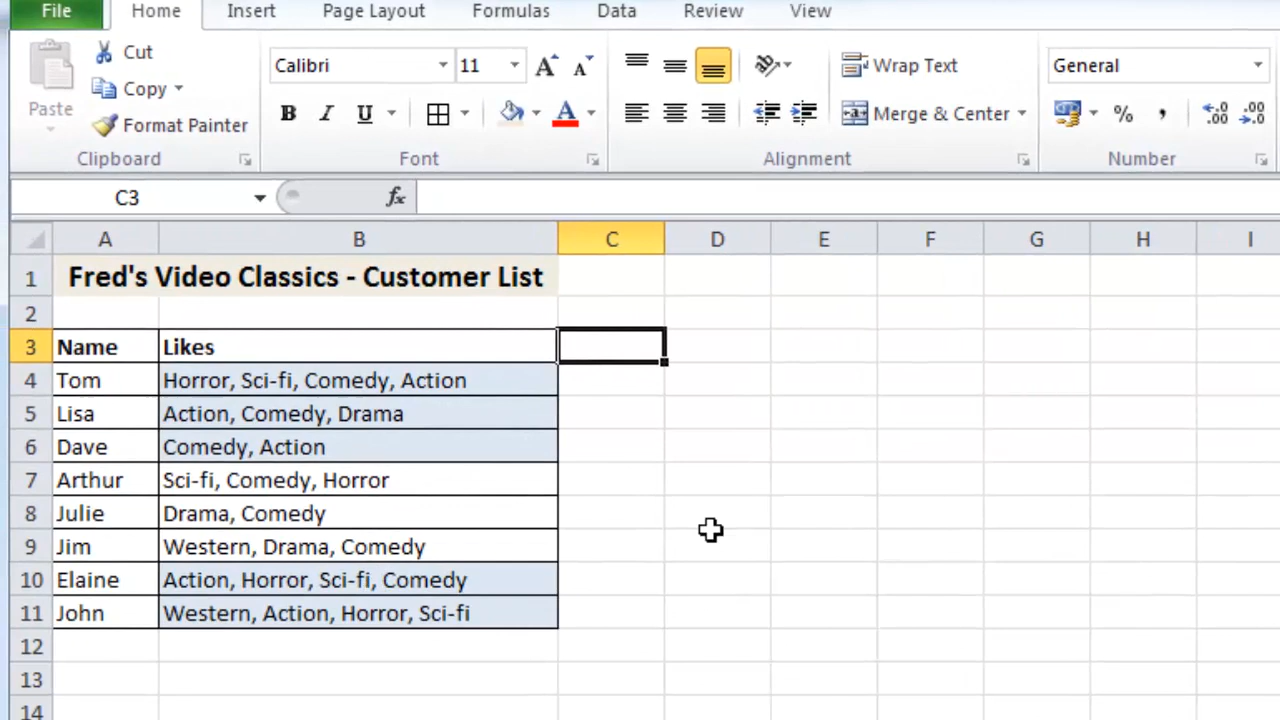 File Home Insert Page Layout Formulas Data Review View
Cut
Calibri 11 A A Wrap Text General
Paste Copy
B I U A Merge & Center % , .00 .00
Format Painter
Clipboard Font Alignment Number
C3 fx
A B C D E F G H I
1 Fred's Video Classics - Customer List
2
3 Name Likes
4 Tom Horror, Sci-fi, Comedy, Action
5 Lisa Action, Comedy, Drama
6 Dave Comedy, Action
7 Arthur Sci-fi, Comedy, Horror
8 Julie Drama, Comedy
9 Jim Western, Drama, Comedy
10 Elaine Action, Horror, Sci-fi, Comedy
11 John Western, Action, Horror, Sci-fi
12
13
14